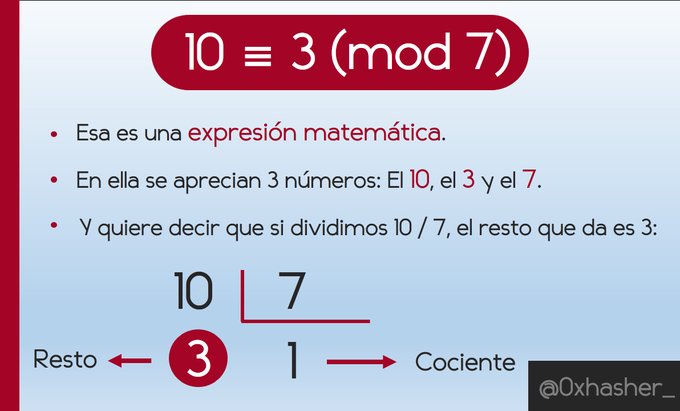 10 ≡ 3 (mod 7)
• Esa es una expresión matemática.
• En ella se aprecian 3 números: El 10, el 3 y el 7.
• Y quiere decir que si dividimos 10 / 7, el resto que da es 3:
10 7
Resto 3 1 Cociente
@0xhasher_